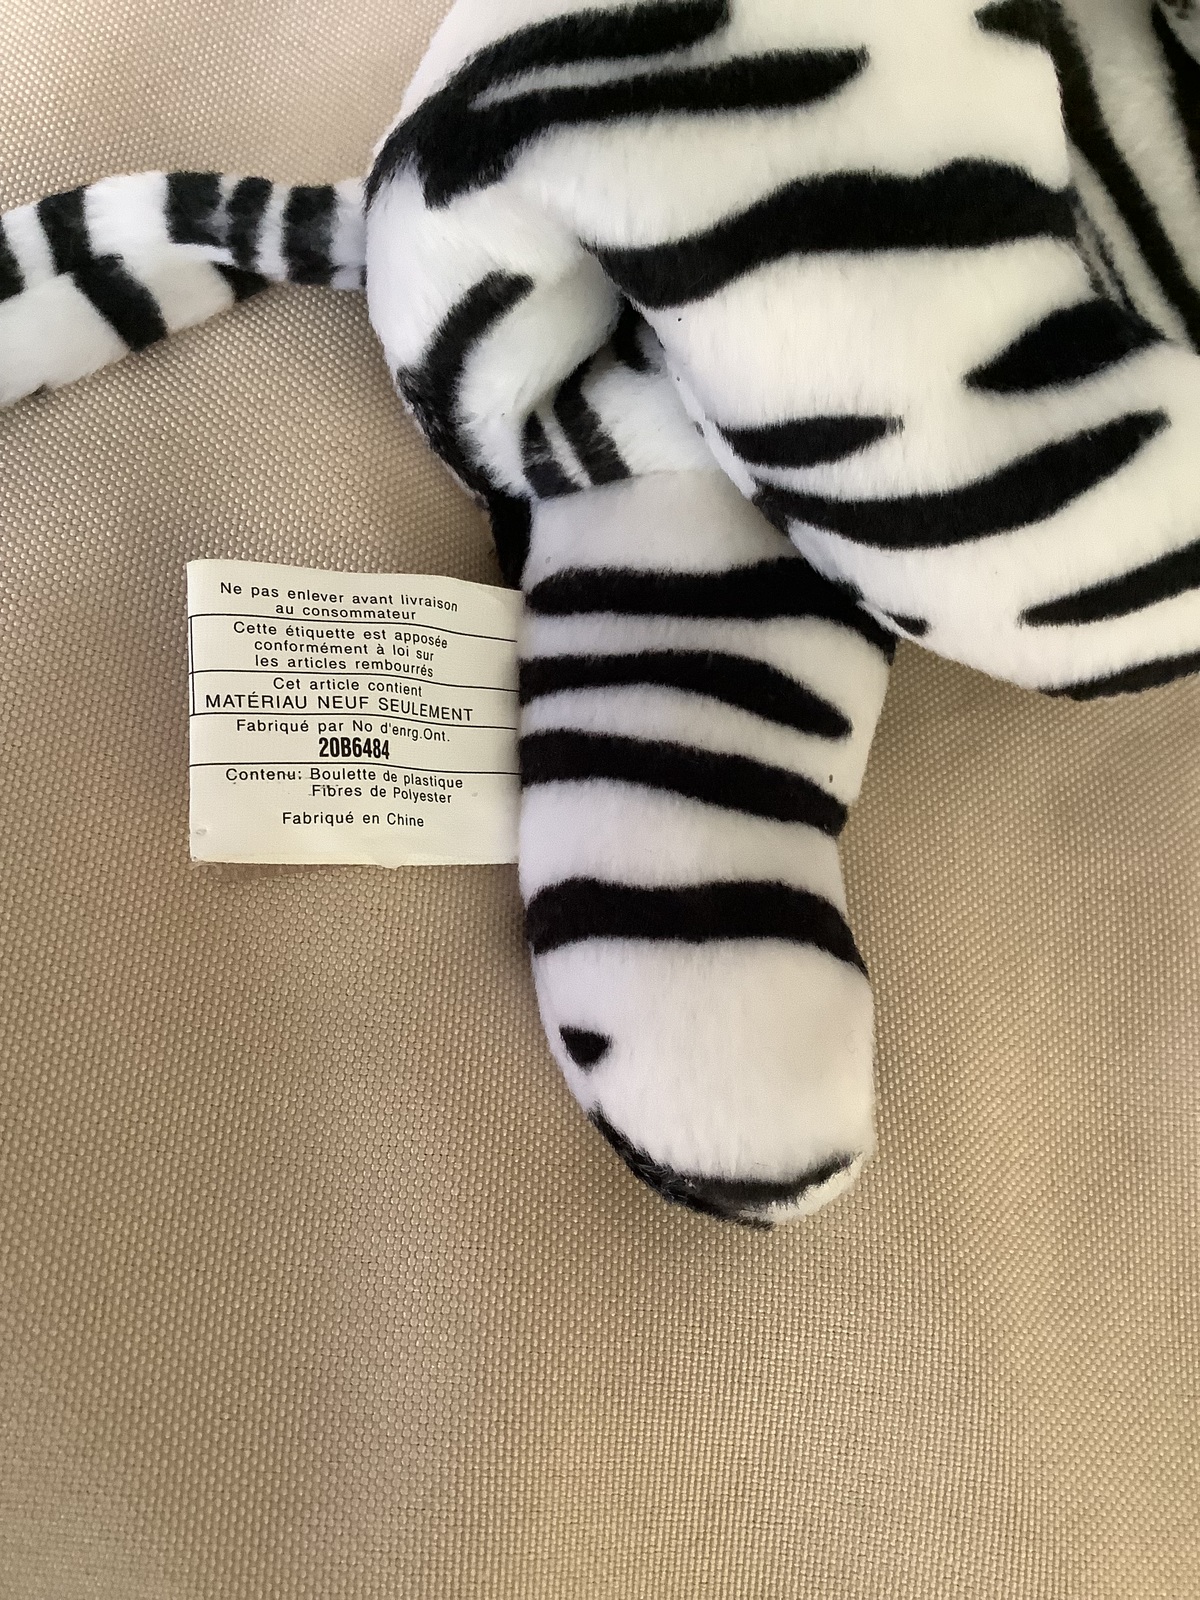 Ne pas enlever avant livraison
au consommateur
Cette étiquette est apposée
conformément à loi sur
les articles rembourrés
Cet article contient
MATÉRIAU NEUF SEULEMENT
Fabriqué par No d'enrg.Ont.
20B6484
Contenu: Boulette de plastique
Fibres de Polyester
Fabriqué en Chine